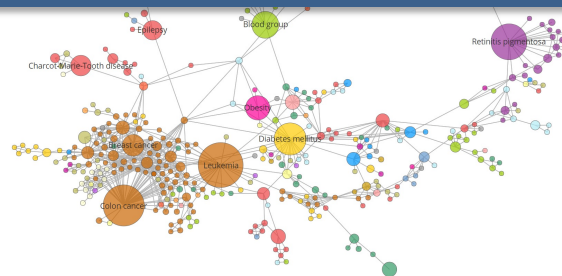 Blood group
Epilepsy
Retinitis pigmentosa
Charcot-Marie-Tooth disease
Obesity
Diabetes mellitus
Breast cancer
Leukemia
Colon cancer